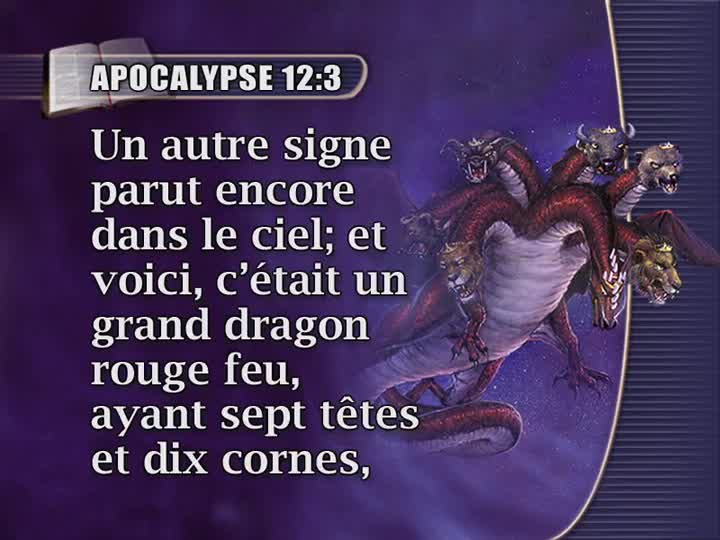 APOCALYPSE 12:3
Un autre signe
parut encore
dans le ciel; et
voici, c’était un
grand dragon
rouge feu,
ayant sept têtes
et dix cornes,